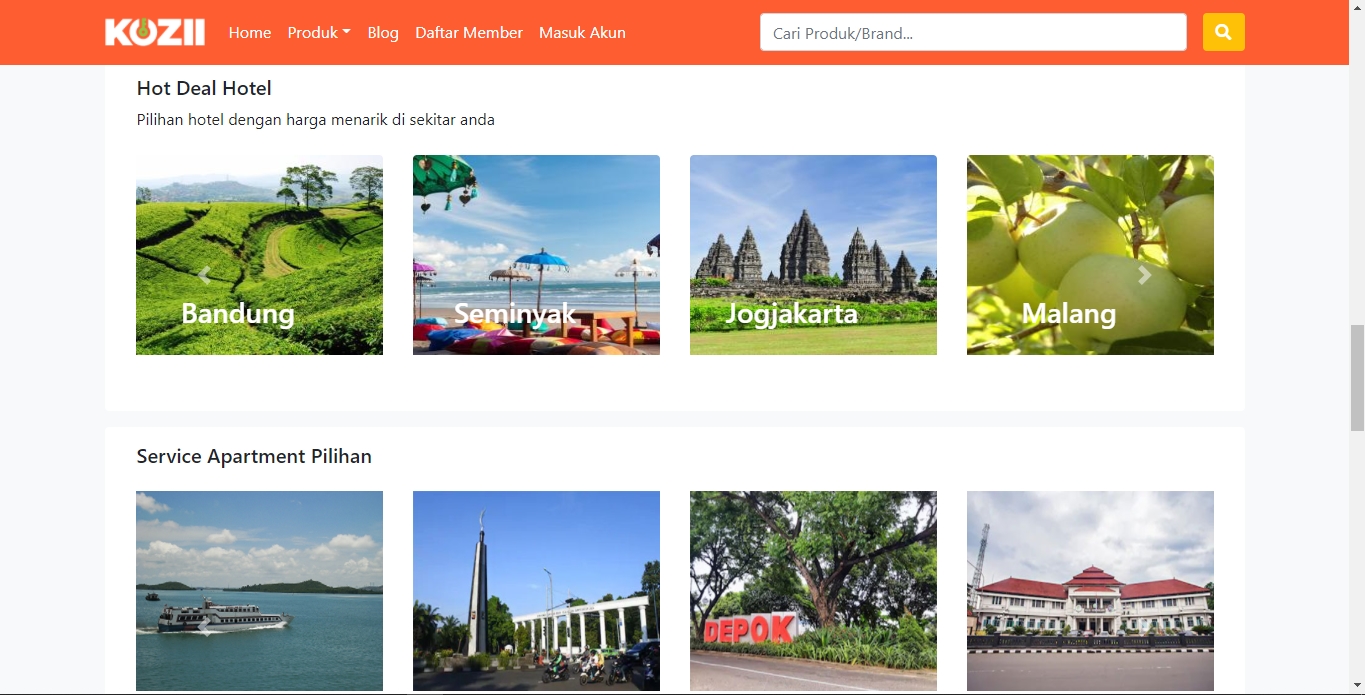 KOZII
Home
Produk
Blog
Daftar Member
Masuk Akun
Cari Produk/Brand...
Hot Deal Hotel
Pilihan hotel dengan harga menarik di sekitar anda
Bandung
Seminyak
Jogjakarta
Malang
Service Apartment Pilihan
DEPOK